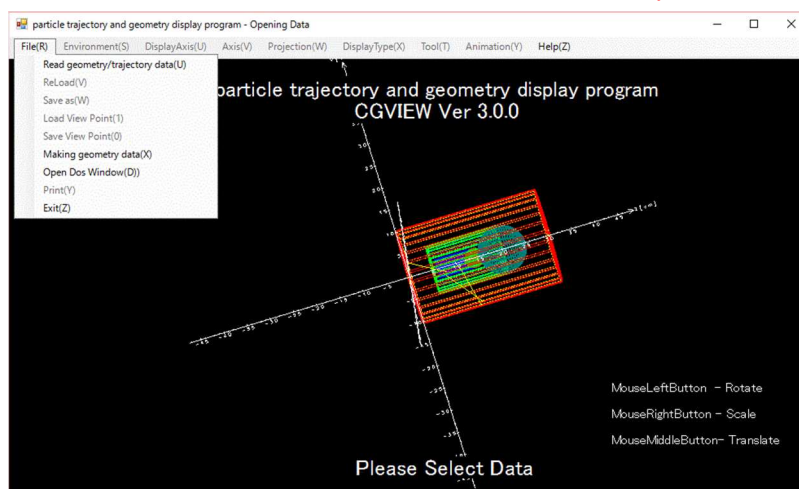 particle trajectory and geometry display program - Opening Data
File(R) Environment(S) DisplayAxis(U) Axis(V) Projection(W) DisplayType(X) Tool(T) Animation(Y) Help(Z)
Read geometry/trajectory data(U)
ReLoad(V)
Save as(W)
Load View Point(1)
Save View Point(0)
Making geometry data(X)
Open Dos Window(D))
Print(Y)
Exit(Z)
particle trajectory and geometry display program
CGVIEW Ver 3.0.0
MouseLeftButton - Rotate
MouseRightButton - Scale
MouseMiddleButton- Translate
Please Select Data